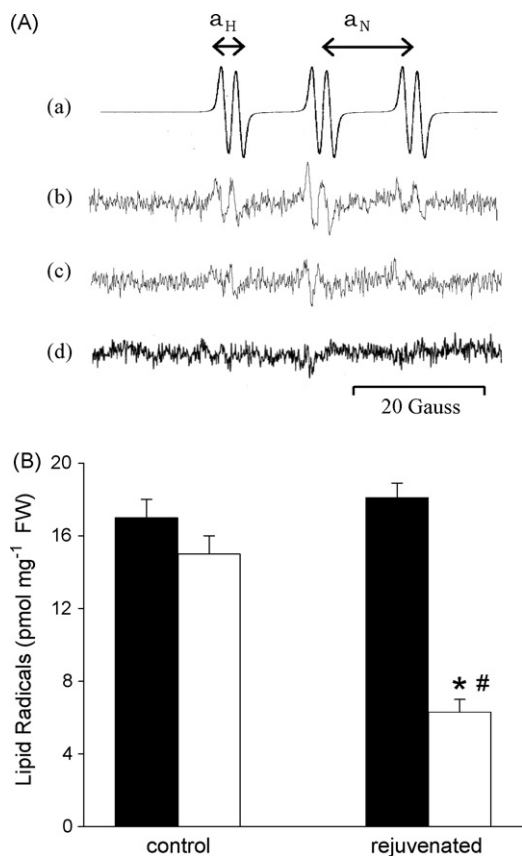 (A)
a_H a_N
(a)
(b)
(c)
(d)
20 Gauss
(B)
Lipid Radicals (pmol mg⁻¹ FW)
20
16
12
8
4
0
* #
control rejuvenated